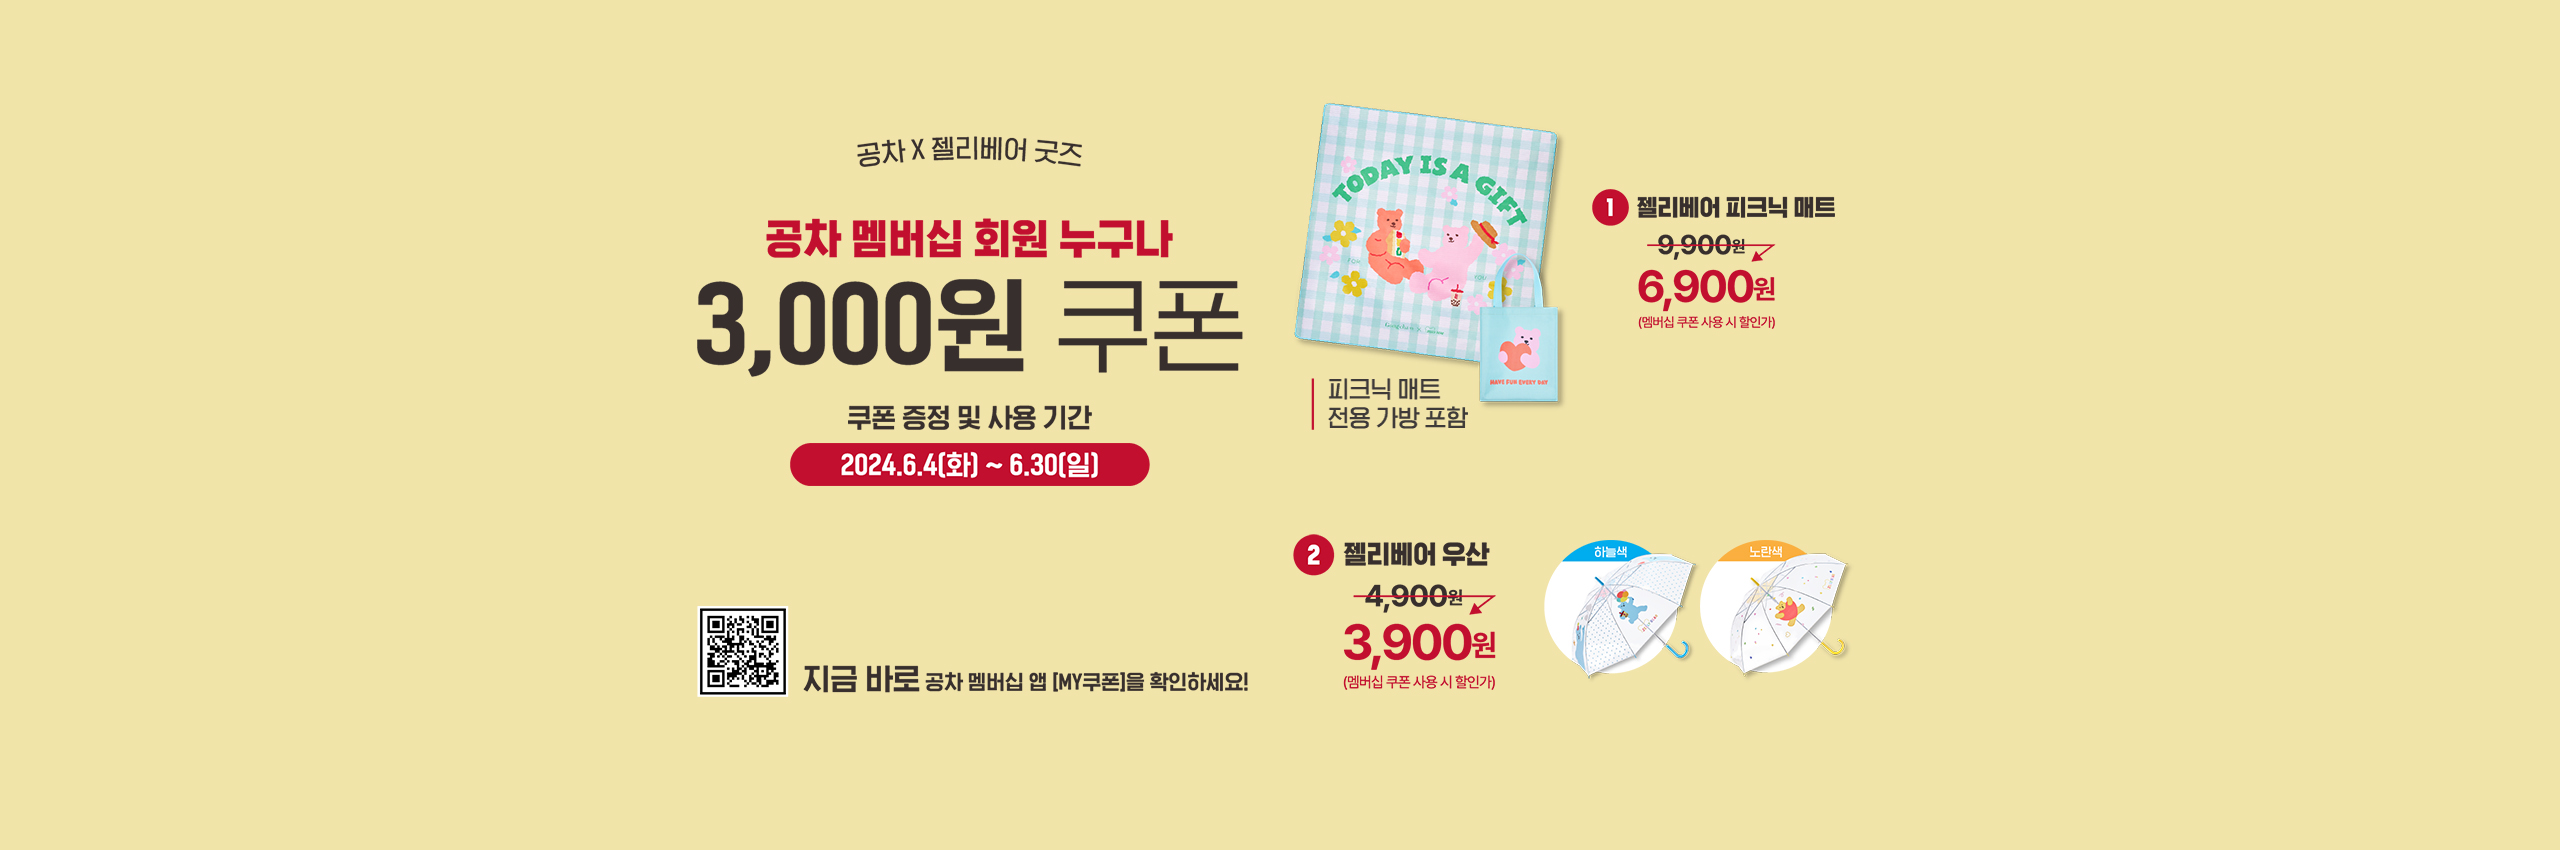 공차 X 젤리베어 굿즈
공차 멤버십 회원 누구나
3,000원 쿠폰
쿠폰 증정 및 사용 기간
2024.6.4(화) ~ 6.30(일)
지금 바로 공차 멤버십 앱 [MY쿠폰]을 확인하세요!
TODAY IS A GIFT
FOR YOU
HAVE FUN EVERY DAY
피크닉 매트
전용 가방 포함
1 젤리베어 피크닉 매트
9,900원
6,900원
(멤버십 쿠폰 사용 시 할인가)
2 젤리베어 우산
4,900원
3,900원
(멤버십 쿠폰 사용 시 할인가)
하늘색
노란색